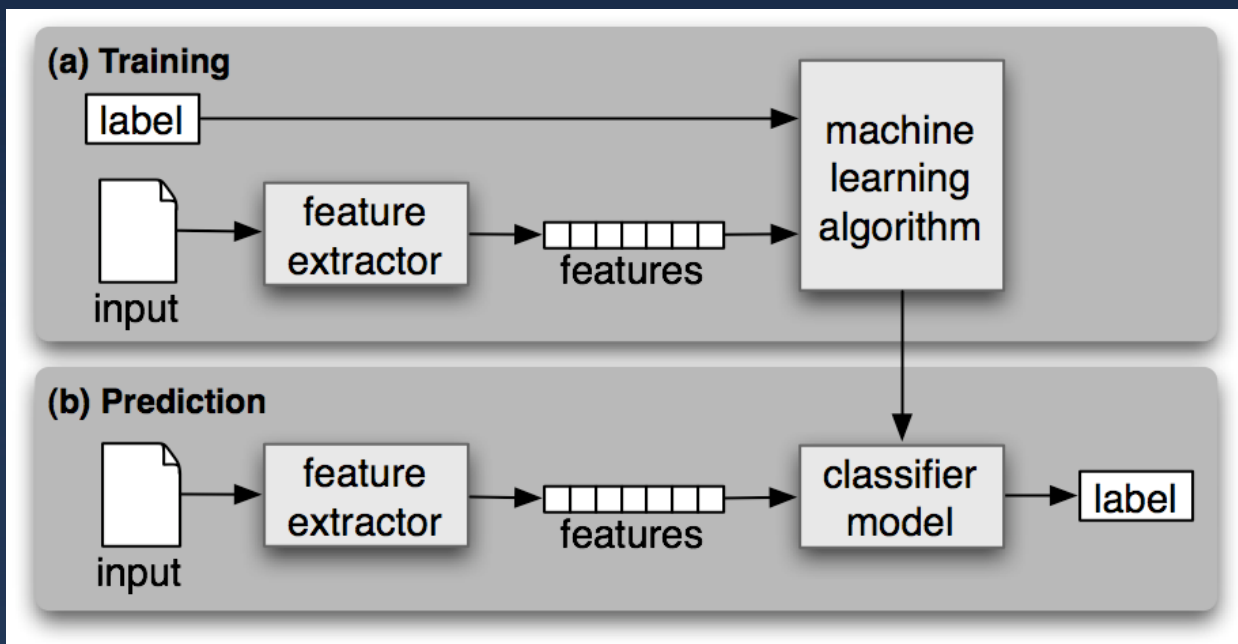 (a) Training
label
machine
learning
algorithm
feature
extractor
features
input
(b) Prediction
feature
extractor
features
classifier
model
label
input